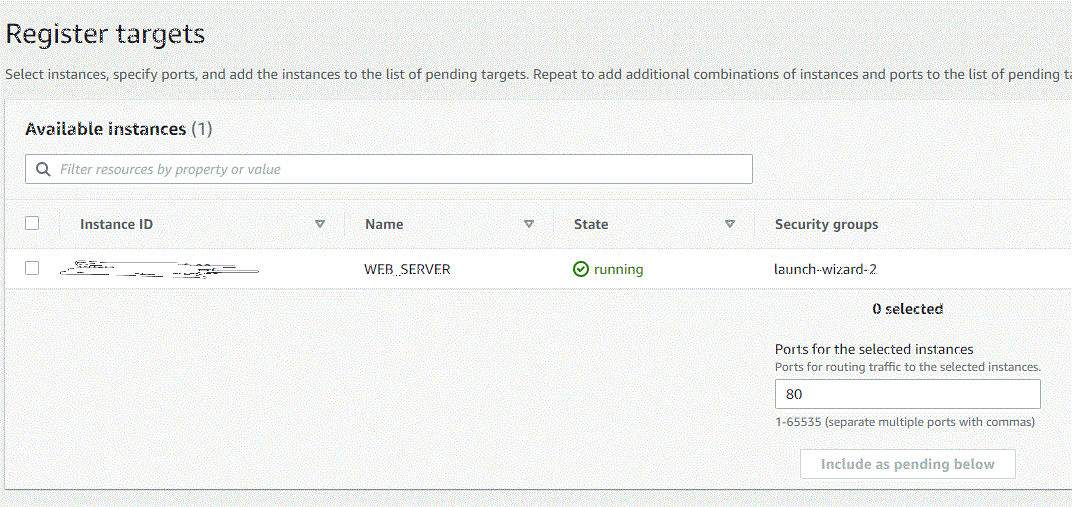 Register targets
Select instances, specify ports, and add the instances to the list of pending targets. Repeat to add additional combinations of instances and ports to the list of pending
Available instances (1)
Filter resources by property or value
Instance ID Name State Security groups
WEB_SERVER running launch-wizard-2
0 selected
Ports for the selected instances
Ports for routing traffic to the selected instances.
80
1-65535 (separate multiple ports with commas)
Include as pending below